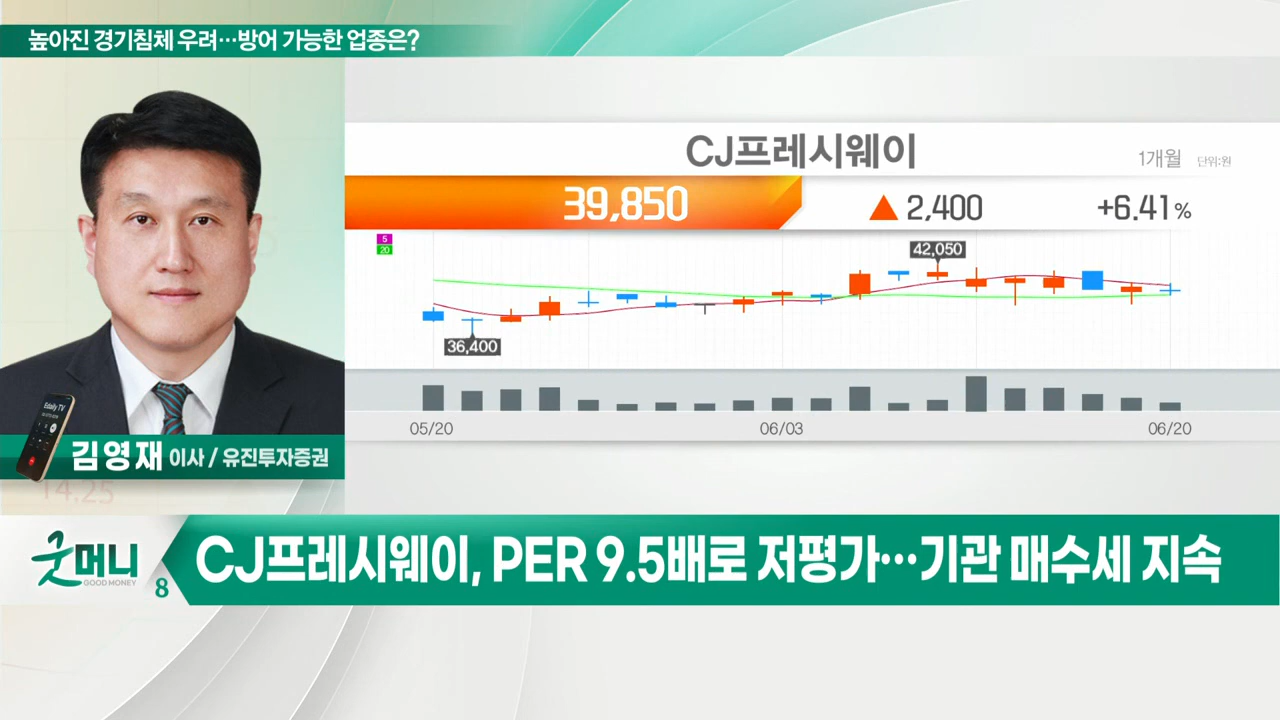 높아진 경기침체 우려…방어 가능한 업종은?
CJ프레시웨이
1개월 단위:원
39,850 ▲ 2,400 +6.41%
5
20
42,050
36,400
05/20 06/03 06/20
Edaily TV
김영재 이사 / 유진투자증권
14.25
굿머니
GOOD MONEY
8
CJ프레시웨이, PER 9.5배로 저평가…기관 매수세 지속